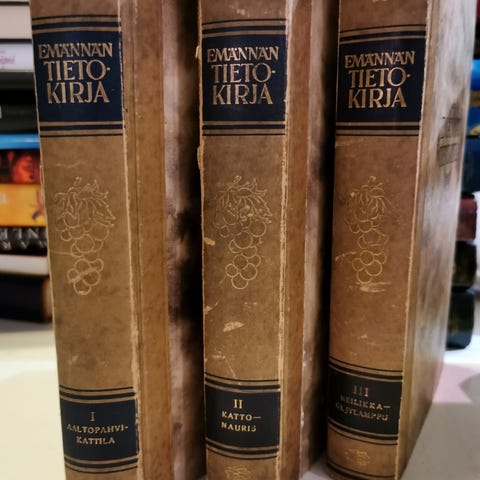 EMÄNNÄN
TIETO-
KIRJA
I
AALTOPAHVI-
KATTILA
EMÄNNÄN
TIETO-
KIRJA
II
KATTO-
NAURIS
EMÄNNÄN
TIETO-
KIRJA
III
NEILIKKA-
ÖLJYLAMPPU